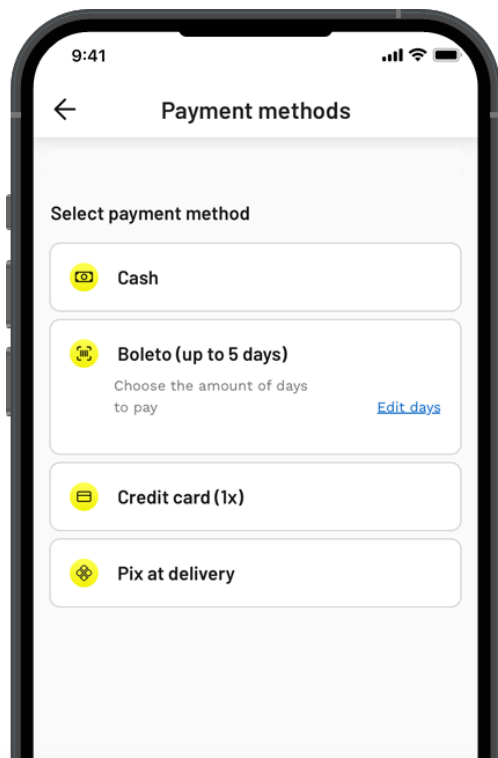 9:41
Payment methods
Select payment method
Cash
Boleto (up to 5 days)
Choose the amount of days
to pay
Edit days
Credit card (1x)
Pix at delivery